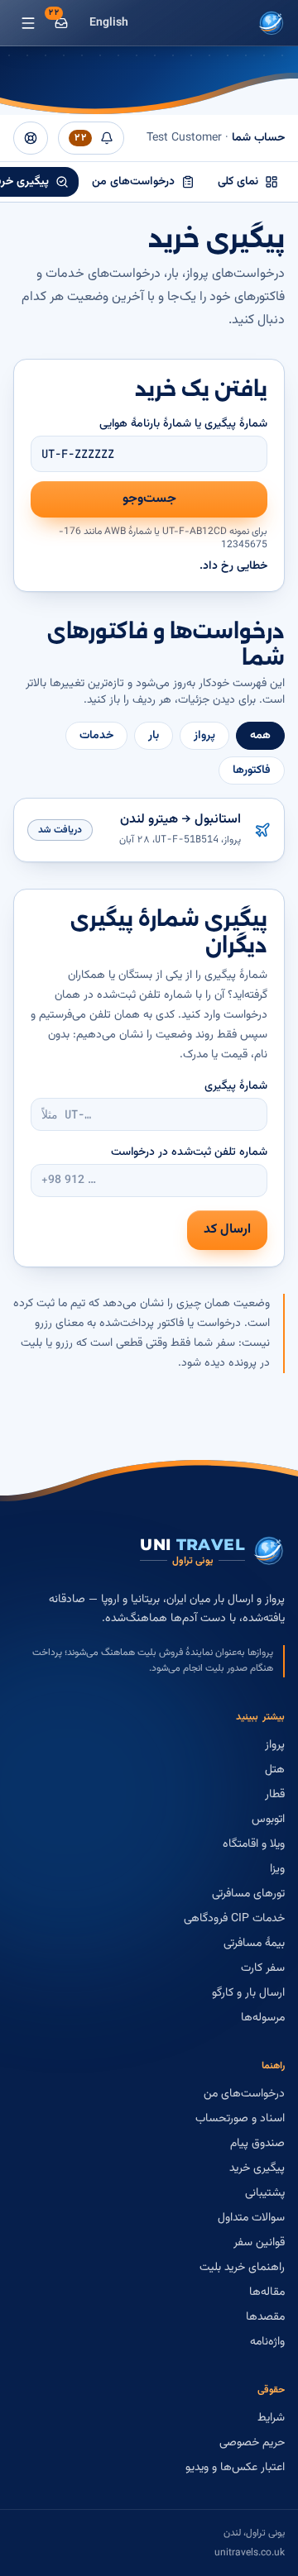 English
۲۲
حساب شما · Test Customer
۲۲
نمای کلی
درخواست‌های من
پیگیری خرید
پیگیری خرید
درخواست‌های پرواز، بار، درخواست‌های خدمات و
فاکتورهای خود را یک‌جا و با آخرین وضعیت هر کدام
دنبال کنید.
یافتن یک خرید
شمارهٔ پیگیری یا شمارهٔ بارنامهٔ هوایی
UT-F-ZZZZZZ
جست‌وجو
برای نمونه UT-F-AB12CD یا شمارهٔ AWB مانند 176-
12345675
خطایی رخ داد.
درخواست‌ها و فاکتورهای
شما
این فهرست خودکار به‌روز می‌شود و تازه‌ترین تغییرها بالاتر
است. برای دیدن جزئیات، هر ردیف را باز کنید.
همه
پرواز
بار
خدمات
فاکتورها
استانبول → هیترو لندن
پرواز، UT-F-51B514، ۲۸ آبان
دریافت شد
پیگیری شمارهٔ پیگیری
دیگران
شمارهٔ پیگیری را از یکی از بستگان یا همکاران
گرفته‌اید؟ آن را با شماره تلفن ثبت‌شده در همان
درخواست وارد کنید. کدی به همان تلفن می‌فرستیم و
سپس فقط روند وضعیت را نشان می‌دهیم: بدون
نام، قیمت یا مدرک.
شمارهٔ پیگیری
مثلاً UT-…
شماره تلفن ثبت‌شده در درخواست
+98 912 …
ارسال کد
وضعیت همان چیزی را نشان می‌دهد که تیم ما ثبت کرده
است. درخواست یا فاکتور پرداخت‌شده به معنای رزرو
نیست: سفر شما فقط وقتی قطعی است که رزرو یا بلیت
در پرونده دیده شود.
UNI TRAVEL
یونی تراول
پرواز و ارسال بار میان ایران، بریتانیا و اروپا — صادقانه
یافته‌شده، با دست آدم‌ها هماهنگ‌شده.
پروازها به‌عنوان نمایندهٔ فروش بلیت هماهنگ می‌شوند؛ پرداخت
هنگام صدور بلیت انجام می‌شود.
بیشتر ببینید
پرواز
هتل
قطار
اتوبوس
ویلا و اقامتگاه
ویزا
تورهای مسافرتی
خدمات CIP فرودگاهی
بیمهٔ مسافرتی
سفر کارت
ارسال بار و کارگو
مرسوله‌ها
راهنما
درخواست‌های من
اسناد و صورتحساب
صندوق پیام
پیگیری خرید
پشتیبانی
سوالات متداول
قوانین سفر
راهنمای خرید بلیت
مقاله‌ها
مقصدها
واژه‌نامه
حقوقی
شرایط
حریم خصوصی
اعتبار عکس‌ها و ویدیو
یونی تراول، لندن
unitravels.co.uk